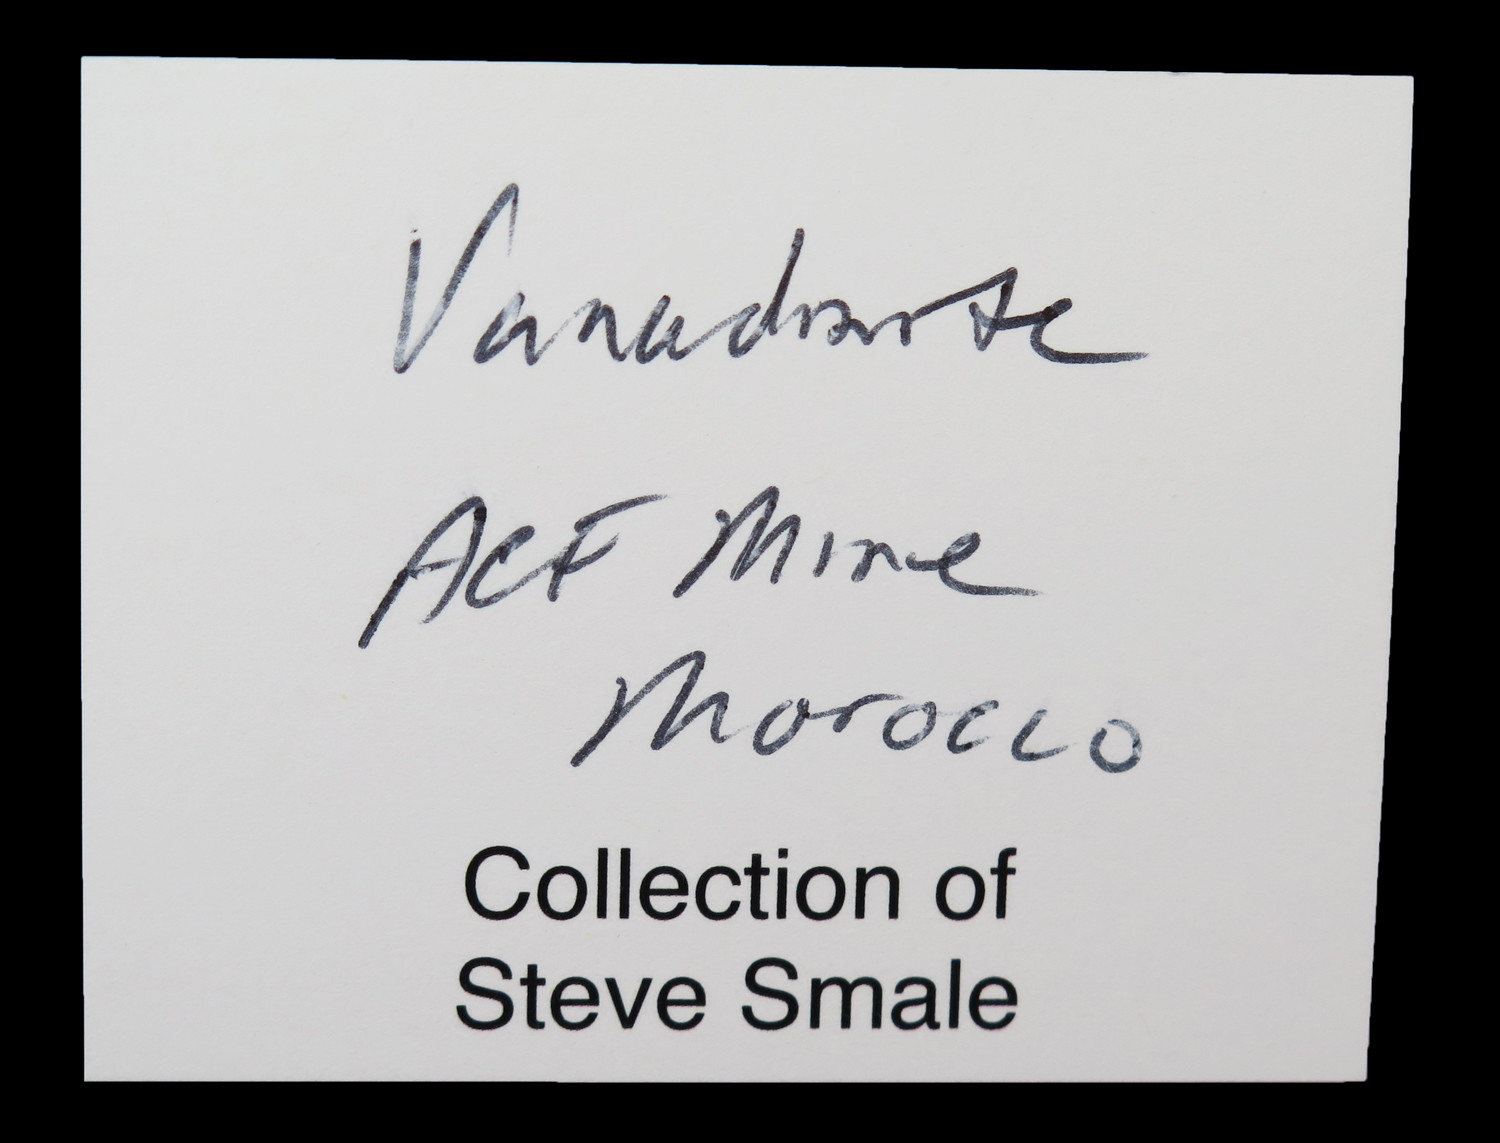 Vanadinite
ACF Mine
Morocco
Collection of
Steve Smale